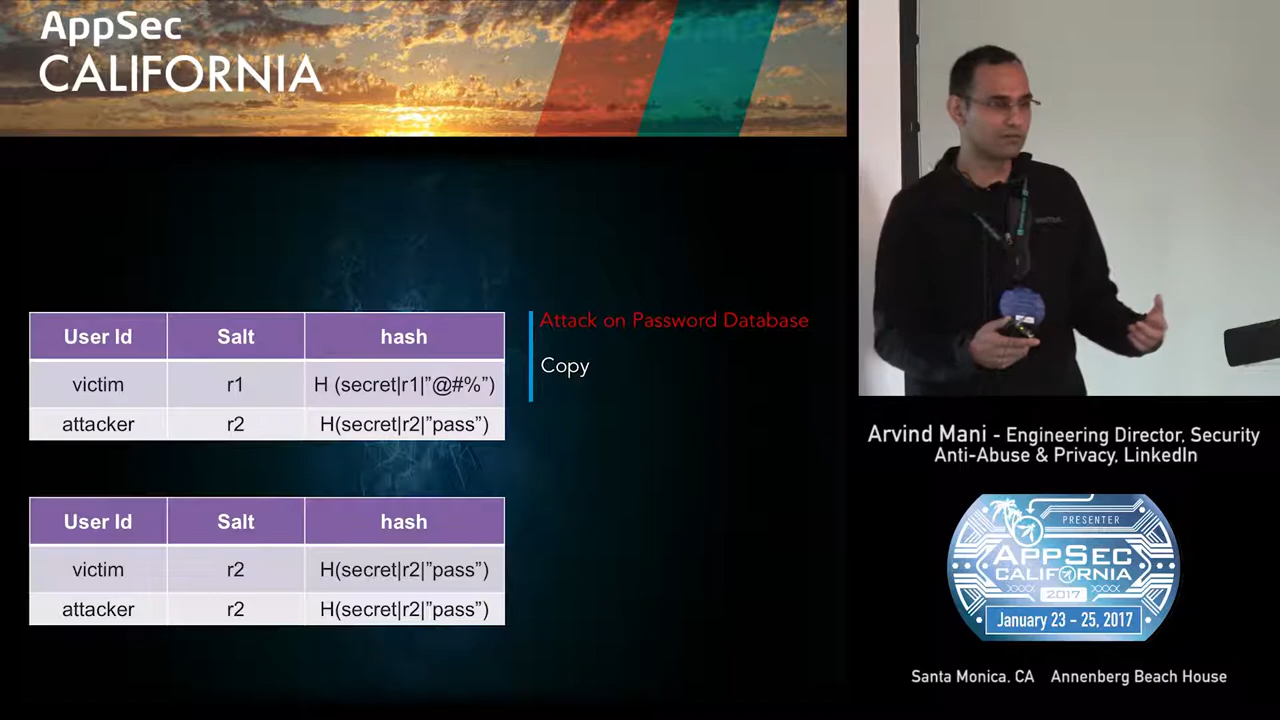 AppSec
CALIFORNIA
User Id Salt hash
victim r1 H (secret|r1|"@#%")
attacker r2 H(secret|r2|"pass")
Attack on Password Database
Copy
User Id Salt hash
victim r2 H(secret|r2|"pass")
attacker r2 H(secret|r2|"pass")
Arvind Mani - Engineering Director, Security
Anti-Abuse & Privacy, LinkedIn
PRESENTER
APPSEC
CALIFORNIA
2017
January 23 - 25, 2017
Santa Monica, CA Annenberg Beach House